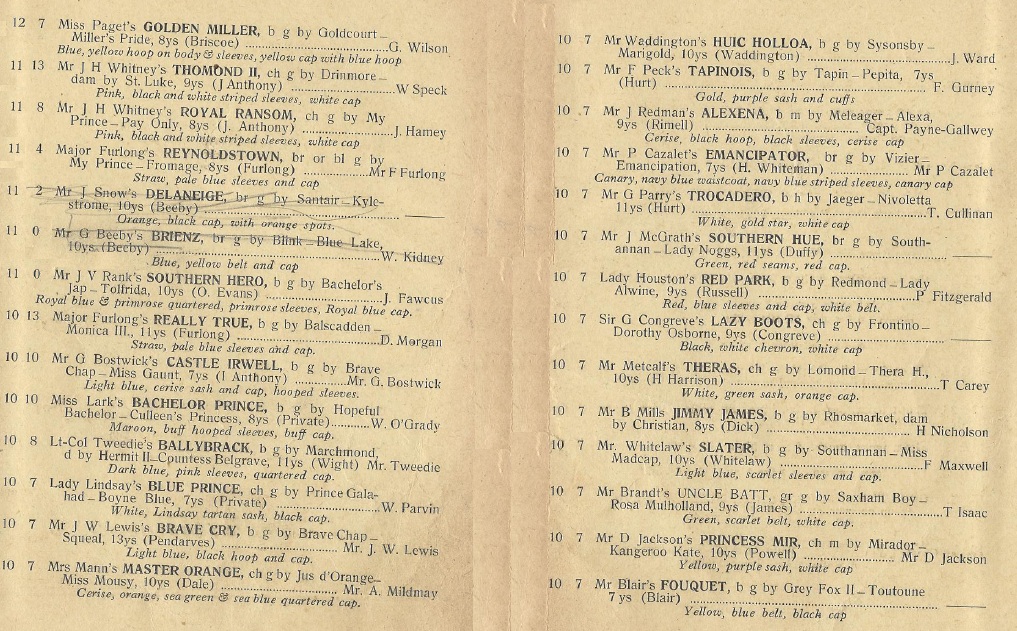 12 7 Miss Paget's GOLDEN MILLER, b g by Goldcourt—
Miller's Pride, 8ys (Briscoe) ........ G. Wilson
Blue, yellow hoop on body & sleeves, yellow cap with blue hoop
11 13 Mr J H Whitney's THOMOND II, ch g by Drinmore—
dam by St. Luke, 9ys (J Anthony) ........ W Speck
Pink, black and white striped sleeves, white cap
11 8 Mr J H Whitney's ROYAL RANSOM, ch g by My
Prince—Pay Only, 8ys (J. Anthony) ........ J. Hamey
Pink, black and white striped sleeves, white cap
11 4 Major Furlong's REYNOLDSTOWN, br or bl g by
My Prince—Fromage, 8ys (Furlong) ........ Mr F Furlong
Straw, pale blue sleeves and cap
11 2 Mr J Snow's DELANEIGE, br g by Santair—Kyle-
strome, 10ys (Beeby) ........
Orange, black cap, with orange spots.
11 0 Mr G Beeby's BRIENZ, br g by Blink—Blue Lake,
10ys (Beeby) ........ W. Kidney
Blue, yellow belt and cap
11 0 Mr J V Rank's SOUTHERN HERO, b g by Bachelor's
Jap—Tolfrida, 10ys (O. Evans) ........ J. Fawcus
Royal blue & primrose quartered, primrose sleeves, Royal blue cap.
10 13 Major Furlong's REALLY TRUE, b g by Balscadden—
Monica III., 11ys (Furlong) ........ D. Morgan
Straw, pale blue sleeves and cap.
10 10 Mr G Bostwick's CASTLE IRWELL, b g by Brave
Chap—Miss Gaunt, 7ys (I Anthony) ........ Mr. G. Bostwick
Light blue, cerise sash and cap, hooped sleeves.
10 10 Miss Lark's BACHELOR PRINCE, b g by Hopeful
Bachelor—Culleen's Princess, 8ys (Private) ........ W. O'Grady
Maroon, buff hooped sleeves, buff cap.
10 8 Lt-Col Tweedie's BALLYBRACK, b g by Marchmond,
d by Hermit II—Countess Belgrave, 11ys (Wight) Mr. Tweedie
Dark blue, pink sleeves, quartered cap.
10 7 Lady Lindsay's BLUE PRINCE, ch g by Prince Gala-
had—Boyne Blue, 7ys (Private) ........ W. Parvin
White, Lindsay tartan sash, black cap.
10 7 Mr J W Lewis's BRAVE CRY, b g by Brave Chap—
Squeal, 13ys (Pendarves) ........ Mr. J. W. Lewis
Light blue, black hoop and cap.
10 7 Mrs Mann's MASTER ORANGE, ch g by Jus d'Orange—
Miss Mousy, 10ys (Dale) ........ Mr. A. Mildmay
Cerise, orange, sea green & sea blue quartered cap.
10 7 Mr Waddington's HUIC HOLLOA, b g by Sysonsby—
Marigold, 10ys (Waddington) ........ J. Ward
10 7 Mr F Peck's TAPINOIS, b g by Tapin—Pepita, 7ys
(Hurt) ........ F. Gurney
Gold, purple sash and cuffs
10 7 Mr J Redman's ALEXENA, b m by Meleager—Alexa,
9ys (Rimell) ........ Capt. Payne-Gallwey
Cerise, black hoop, black sleeves, cerise cap
10 7 Mr P Cazalet's EMANCIPATOR, br g by Vizier—
Emancipation, 7ys (H. Whiteman) ........ Mr P Cazalet
Canary, navy blue waistcoat, navy blue striped sleeves, canary cap
10 7 Mr G Parry's TROCADERO, b h by Jaeger—Nivoletta
11ys (Hurt) ........ T. Cullinan
White, gold star, white cap
10 7 Mr J McGrath's SOUTHERN HUE, br g by South-
annan—Lady Noggs, 11ys (Duffy) ........
Green, red seams, red cap.
10 7 Lady Houston's RED PARK, b g by Redmond—Lady
Alwine, 9ys (Russell) ........ P Fitzgerald
Red, blue sleeves and cap, white belt.
10 7 Sir G Congreve's LAZY BOOTS, ch g by Frontino—
Dorothy Osborne, 9ys (Congreve) ........
Black, white chevron, white cap
10 7 Mr Metcalf's THERAS, ch g by Lomond—Thera H.,
10ys (H Harrison) ........ T Carey
White, green sash, orange cap.
10 7 Mr B Mills JIMMY JAMES, b g by Rhosmarket, dam
by Christian, 8ys (Dick) ........ H Nicholson
10 7 Mr. Whitelaw's SLATER, b g by Southannan—Miss
Madcap, 10ys (Whitelaw) ........ F Maxwell
Light blue, scarlet sleeves and cap.
10 7 Mr Brandt's UNCLE BATT, gr g by Saxham Boy—
Rosa Mulholland, 9ys (James) ........ T Isaac
Green, scarlet belt, white cap.
10 7 Mr D Jackson's PRINCESS MIR, ch m by Mirador—
Kangeroo Kate, 10ys (Powell) ........ Mr D Jackson
Yellow, purple sash, white cap
10 7 Mr Blair's FOUQUET, b g by Grey Fox II—Toutoune
7ys (Blair) ........
Yellow, blue belt, black cap